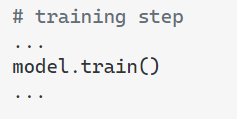 # training step
...
model.train()
...